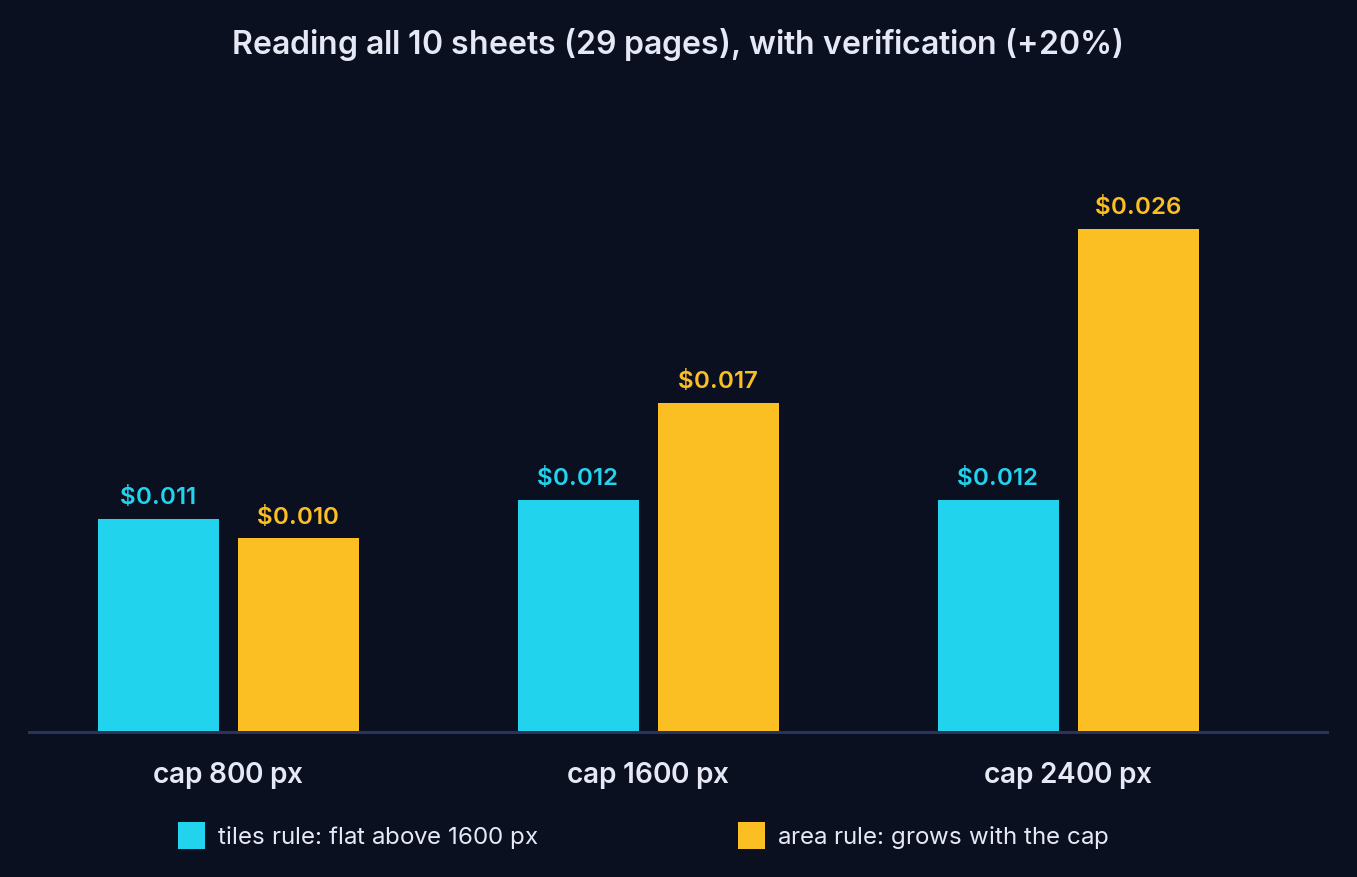 Reading all 10 sheets (29 pages), with verification (+20%)
$0.026
$0.017
$0.012
$0.012
$0.011
$0.010
cap 800 px
cap 1600 px
cap 2400 px
tiles rule: flat above 1600 px
area rule: grows with the cap